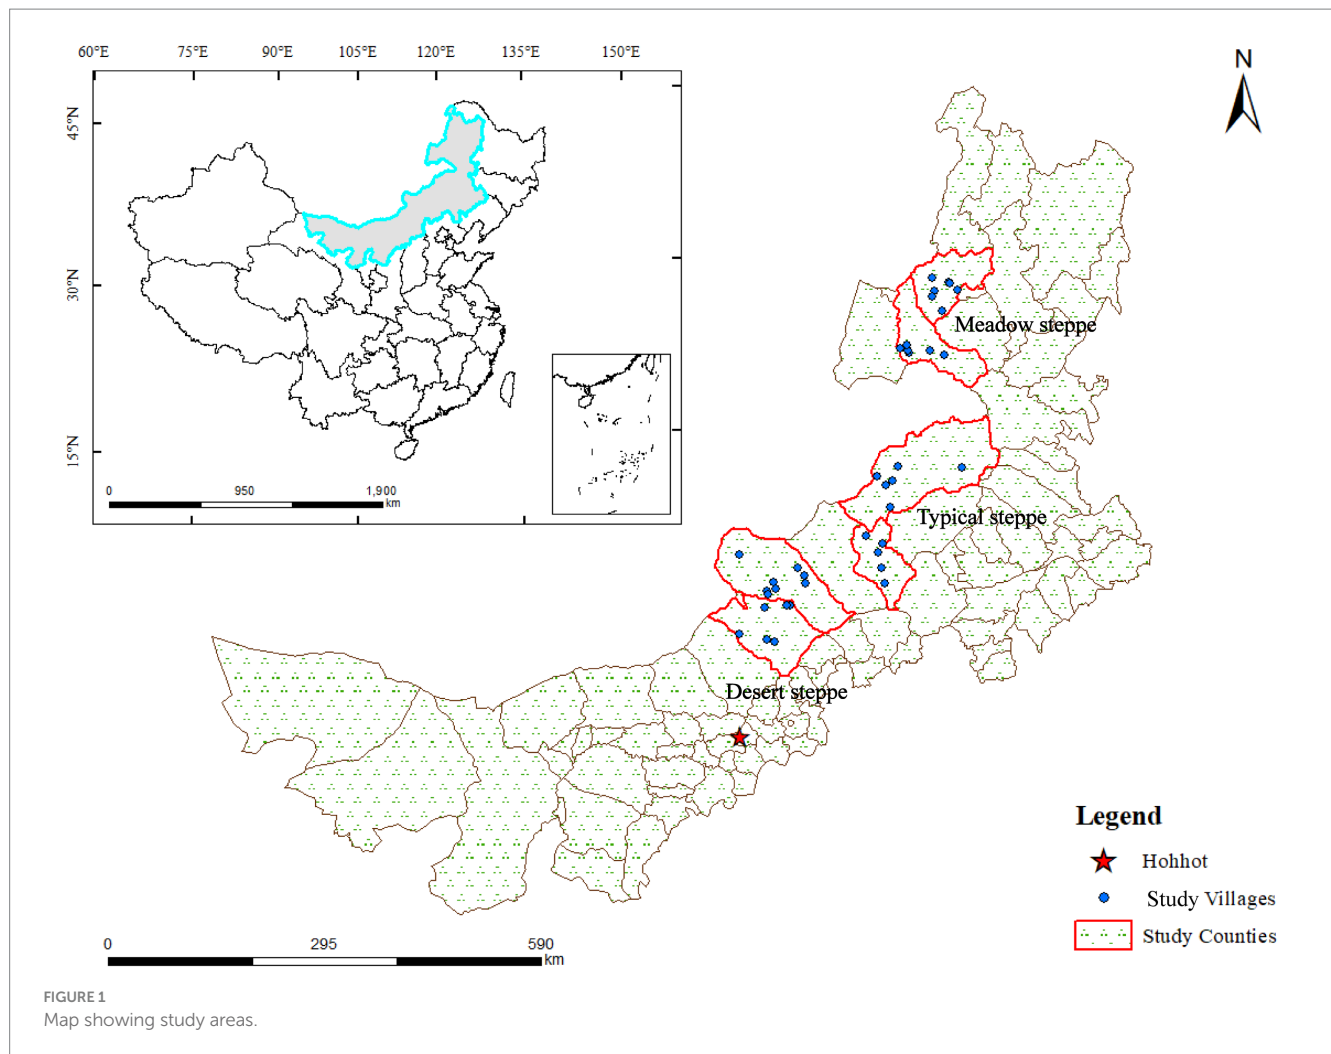 60°E 75°E 90°E 105°E 120°E 135°E 150°E
45°N
30°N
15°N
0 950 1,900
km
N
Meadow steppe
Typical steppe
Desert steppe
Legend
Hohhot
Study Villages
Study Counties
0 295 590
km
FIGURE 1
Map showing study areas.